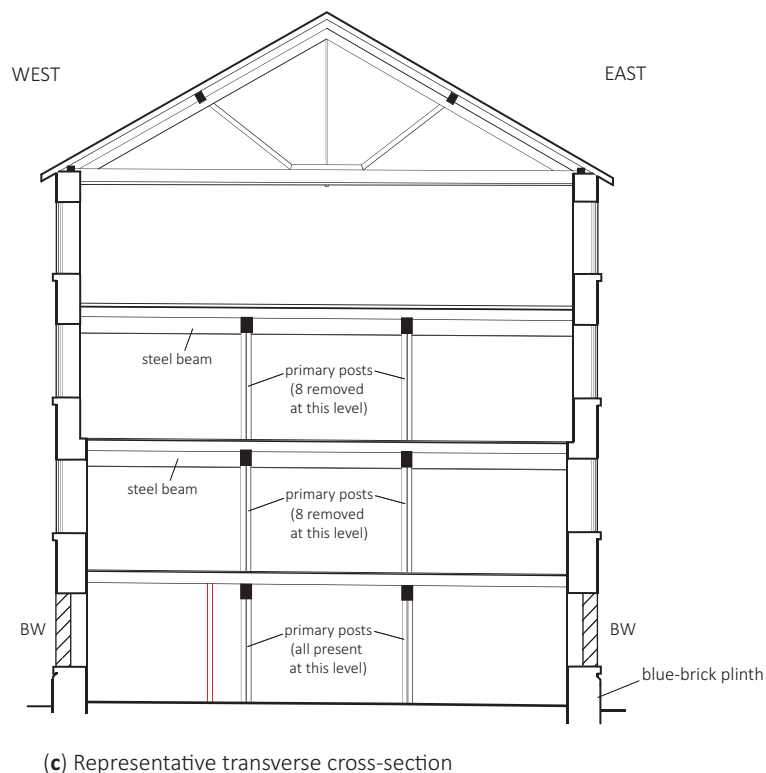 WEST
EAST
steel beam
primary posts
(8 removed
at this level)
steel beam
primary posts
(8 removed
at this level)
BW
primary posts
(all present
at this level)
BW
blue-brick plinth
(c) Representative transverse cross-section